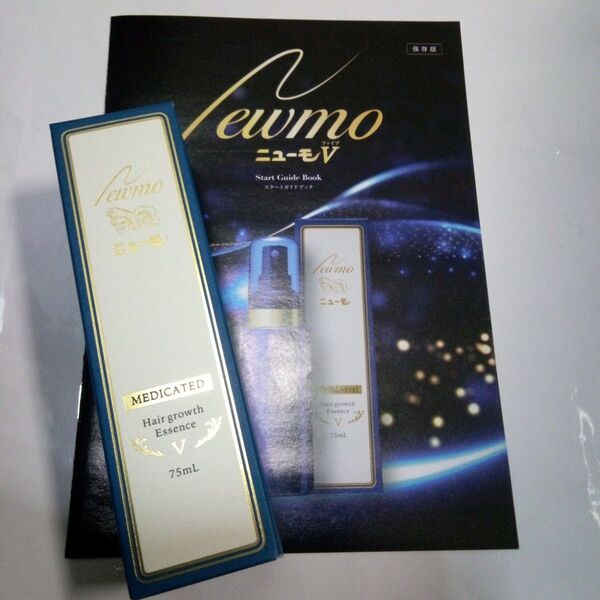 保存版
Newmo
ファイブ
ニューモV
Start Guide Book
スタートガイドブック
Newmo
ニューモ
MEDICATED
Hair growth
Essence
V
75mL
Newmo
ニューモ
MEDICATED
Hair growth
Essence
V
75mL